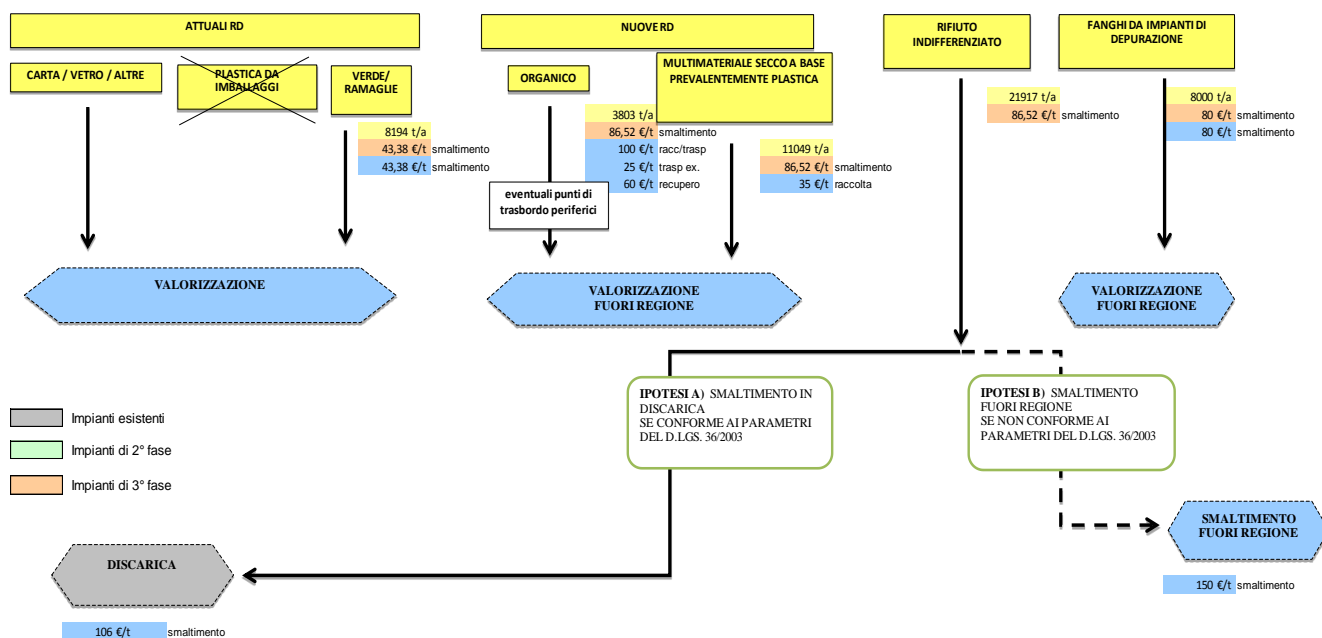 ATTUALI RD
CARTA / VETRO / ALTRE
PLASTICA DA
IMBALLAGGI
VERDE/
RAMAGLIE
8194 t/a
43,38 €/t smaltimento
43,38 €/t smaltimento
NUOVE RD
ORGANICO
MULTIMATERIALE SECCO A BASE
PREVALENTEMENTE PLASTICA
3803 t/a
86,52 €/t smaltimento
100 €/t racc/trasp
25 €/t trasp ex.
60 €/t recupero
11049 t/a
86,52 €/t smaltimento
35 €/t raccolta
eventuali punti di
trasbordo periferici
RIFIUTO
INDIFFERENZIATO
21917 t/a
86,52 €/t smaltimento
FANGHI DA IMPIANTI DI
DEPURAZIONE
8000 t/a
80 €/t smaltimento
80 €/t smaltimento
VALORIZZAZIONE
VALORIZZAZIONE
FUORI REGIONE
VALORIZZAZIONE
FUORI REGIONE
IPOTESI A) SMALTIMENTO IN
DISCARICA
SE CONFORME AI PARAMETRI
DEL D.LGS. 36/2003
IPOTESI B) SMALTIMENTO
FUORI REGIONE
SE NON CONFORME AI
PARAMETRI DEL D.LGS. 36/2003
Impianti esistenti
Impianti di 2° fase
Impianti di 3° fase
DISCARICA
106 €/t smaltimento
SMALTIMENTO
FUORI REGIONE
150 €/t smaltimento